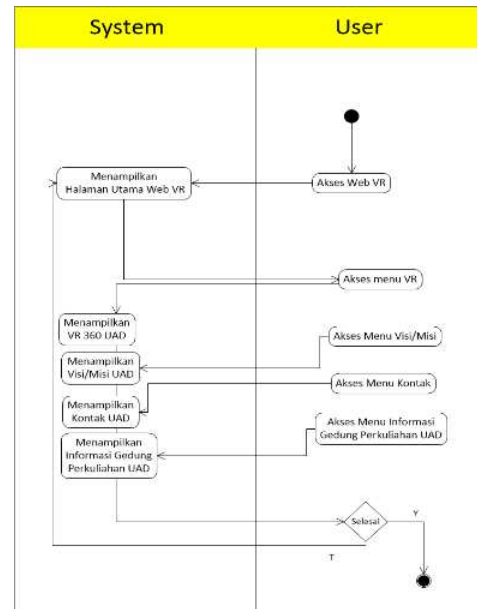 System
User
Menampilkan
Halaman Utama Web VR
Akses Web VR
Akses menu VR
Menampilkan
VR 360 UAD
Akses Menu Visi/Misi
Menampilkan
Visi/Misi UAD
Akses Menu Kontak
Menampilkan
Kontak UAD
Akses Menu Informasi
Gedung Perkuliahan UAD
Menampilkan
Informasi Gedung
Perkuliahan UAD
Selesai
Y
T